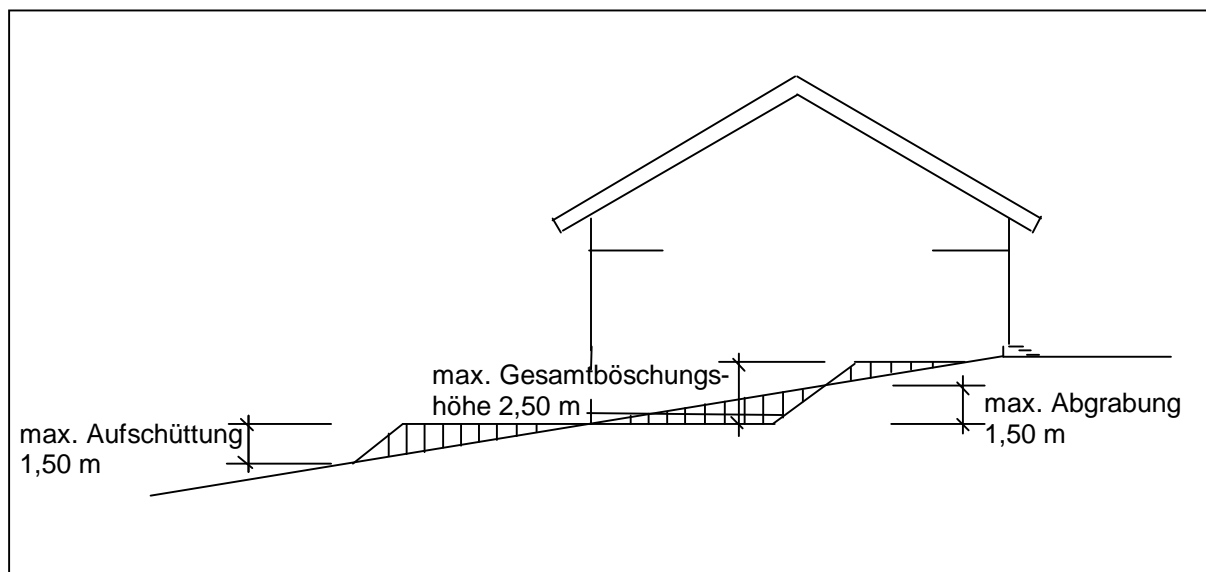 max. Gesamtböschungs-
höhe 2,50 m
max. Abgrabung
1,50 m
max. Aufschüttung
1,50 m